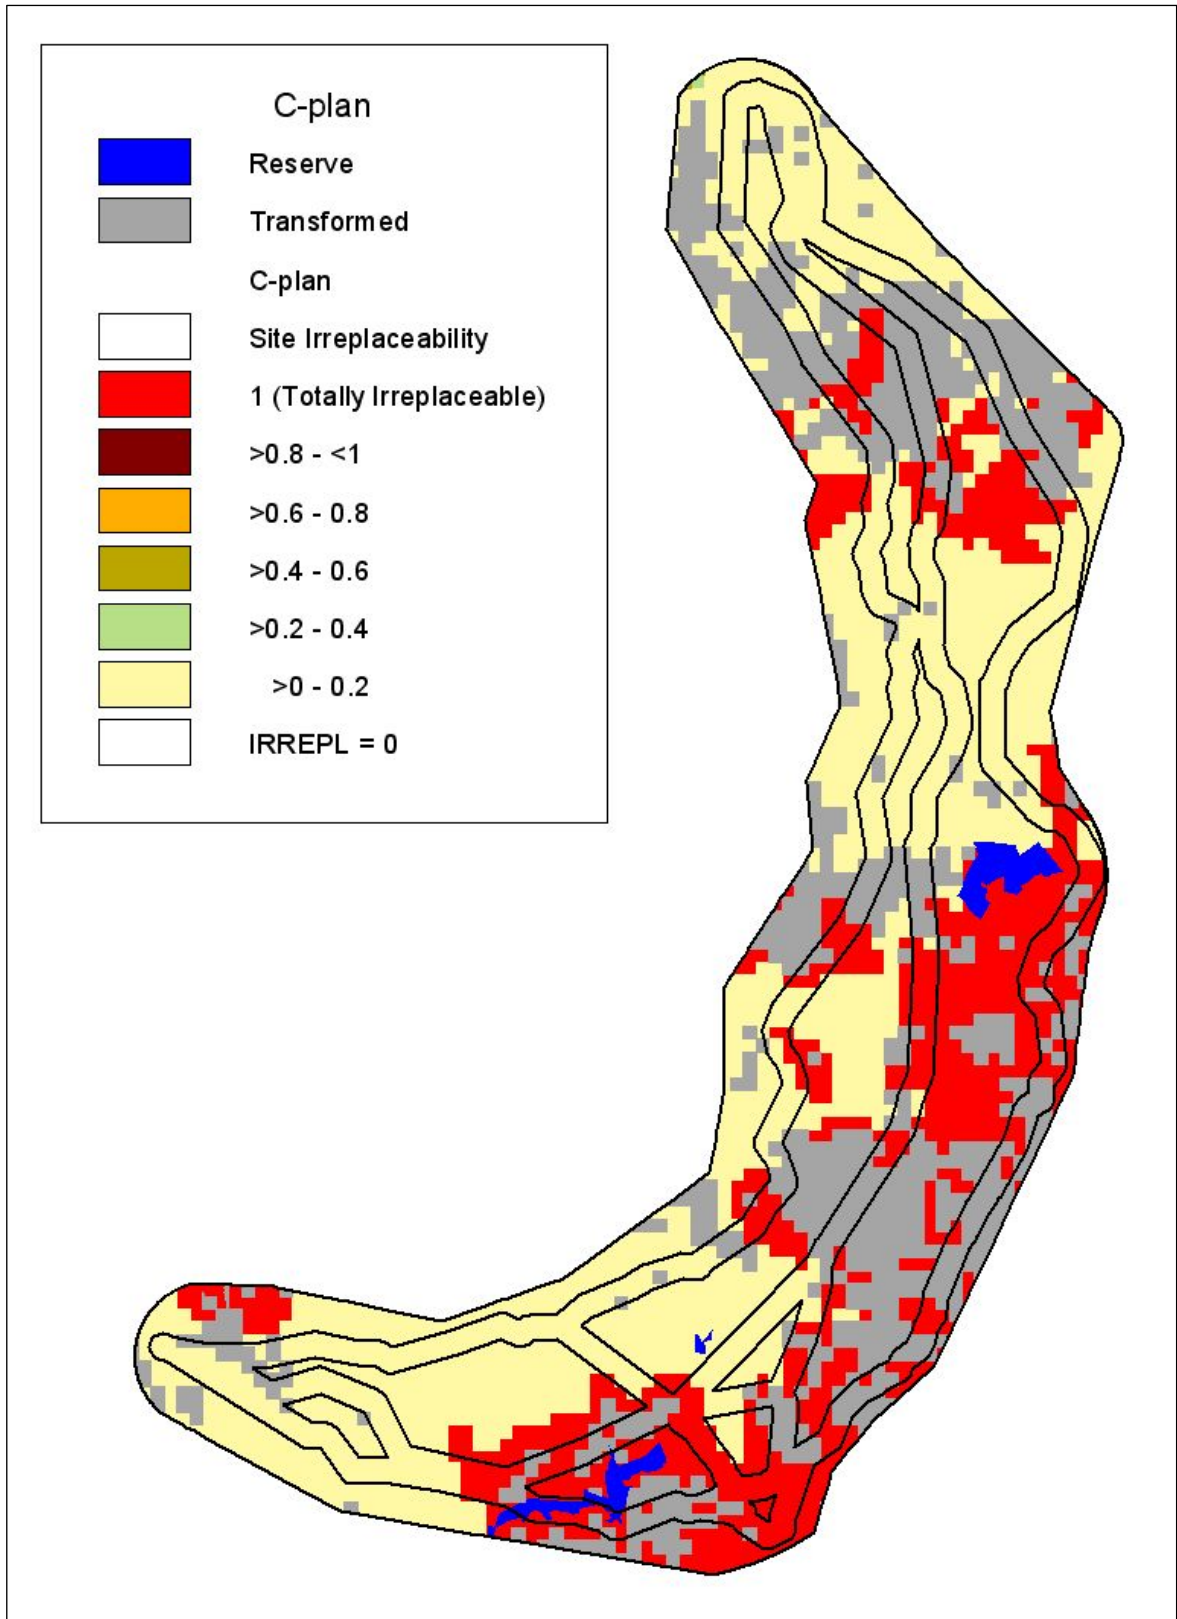 C-plan
Reserve
Transformed
C-plan
Site Irreplaceability
1 (Totally Irreplaceable)
>0.8 - <1
>0.6 - 0.8
>0.4 - 0.6
>0.2 - 0.4
>0 - 0.2
IRREPL = 0